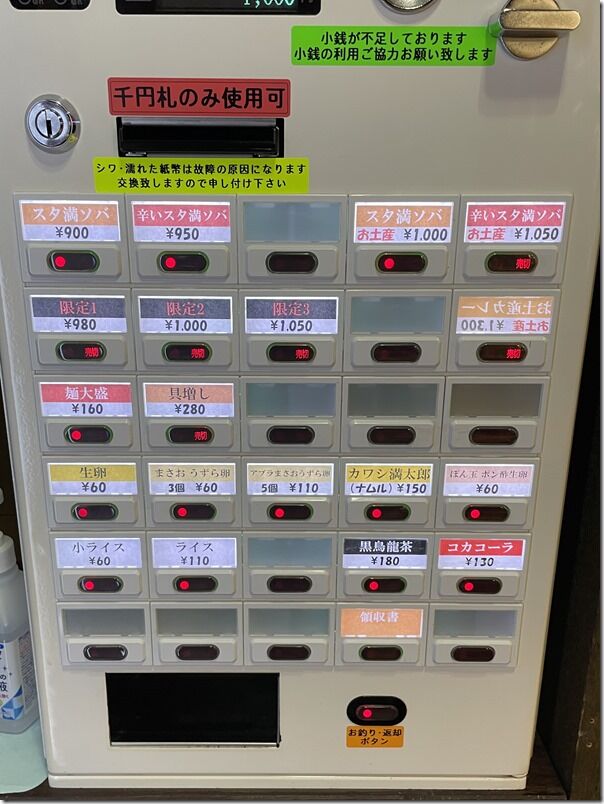 1,000
小銭が不足しております
小銭の利用ご協力お願い致します
千円札のみ使用可
シワ・濡れた紙幣は故障の原因になります
交換致しますので申し付け下さい
スタ満ソバ
¥900
辛いスタ満ソバ
¥950
スタ満ソバ
お土産 ¥1,000
辛いスタ満ソバ
お土産 ¥1,050
売切
限定1
¥980
売切
限定2
¥1,000
売切
限定3
¥1,050
売切
お土産カレー
お土産 ¥1,300
売切
麺大盛
¥160
具増し
¥280
売切
生卵
¥60
まさお うずら卵
3個 ¥60
アブラまさおうずら卵
5個 ¥110
カワシ満太郎
(ナムル) ¥150
ぽん玉 ポン酢生卵
¥60
小ライス
¥60
ライス
¥110
黒烏龍茶
¥180
コカコーラ
¥130
領収書
お釣り・返却
ボタン